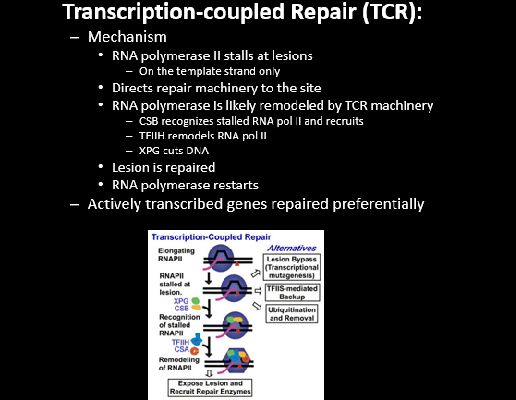 Transcription-coupled Repair (TCR):
– Mechanism
• RNA polymerase II stalls at lesions
– On the template strand only
• Directs repair machinery to the site
• RNA polymerase is likely remodeled by TCR machinery
– CSB recognizes stalled RNA pol II and recruits
– TFIIH remodels RNA pol II
– XPG cuts DNA
• Lesion is repaired
• RNA polymerase restarts
– Actively transcribed genes repaired preferentially
Transcription-Coupled Repair
Elongating
RNAPII
RNAPII
stalled at
lesion.
XPG
CSB
Recognition
of stalled
RNAPII
TFIIH
CSA
Remodeling
of RNAPII
Expose Lesion and
Recruit Repair Enzymes
Alternatives
Lesion Bypass
(Transcriptional
mutagenesis)
TFIIS-mediated
Backup
Ubiquitination
and Removal